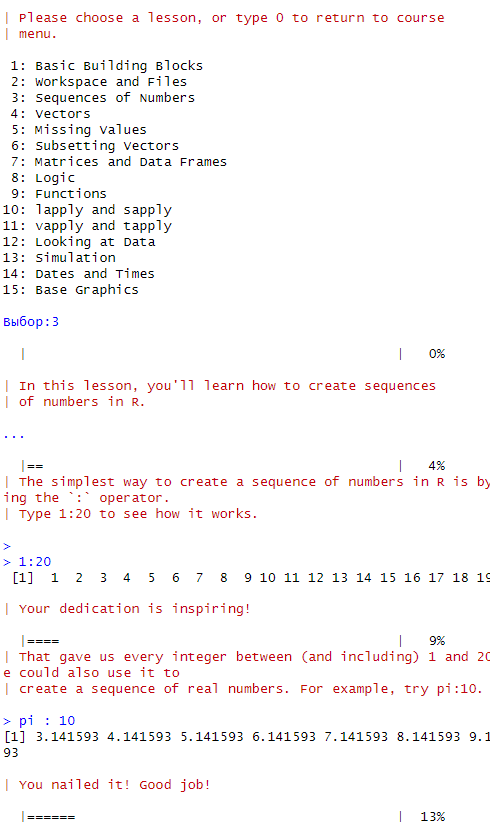 | Please choose a lesson, or type 0 to return to course
| menu.
1: Basic Building Blocks
2: Workspace and Files
3: Sequences of Numbers
4: Vectors
5: Missing Values
6: Subsetting Vectors
7: Matrices and Data Frames
8: Logic
9: Functions
10: lapply and sapply
11: vapply and tapply
12: Looking at Data
13: Simulation
14: Dates and Times
15: Base Graphics
Выбор:3
| | 0%
| In this lesson, you'll learn how to create sequences
| of numbers in R.
...
|== | 4%
| The simplest way to create a sequence of numbers in R is by
ing the `:` operator.
| Type 1:20 to see how it works.
>
> 1:20
[1] 1 2 3 4 5 6 7 8 9 10 11 12 13 14 15 16 17 18 19
| Your dedication is inspiring!
|==== | 9%
| That gave us every integer between (and including) 1 and 20
e could also use it to
| create a sequence of real numbers. For example, try pi:10.
> pi : 10
[1] 3.141593 4.141593 5.141593 6.141593 7.141593 8.141593 9.1
93
| You nailed it! Good job!
|====== | 13%